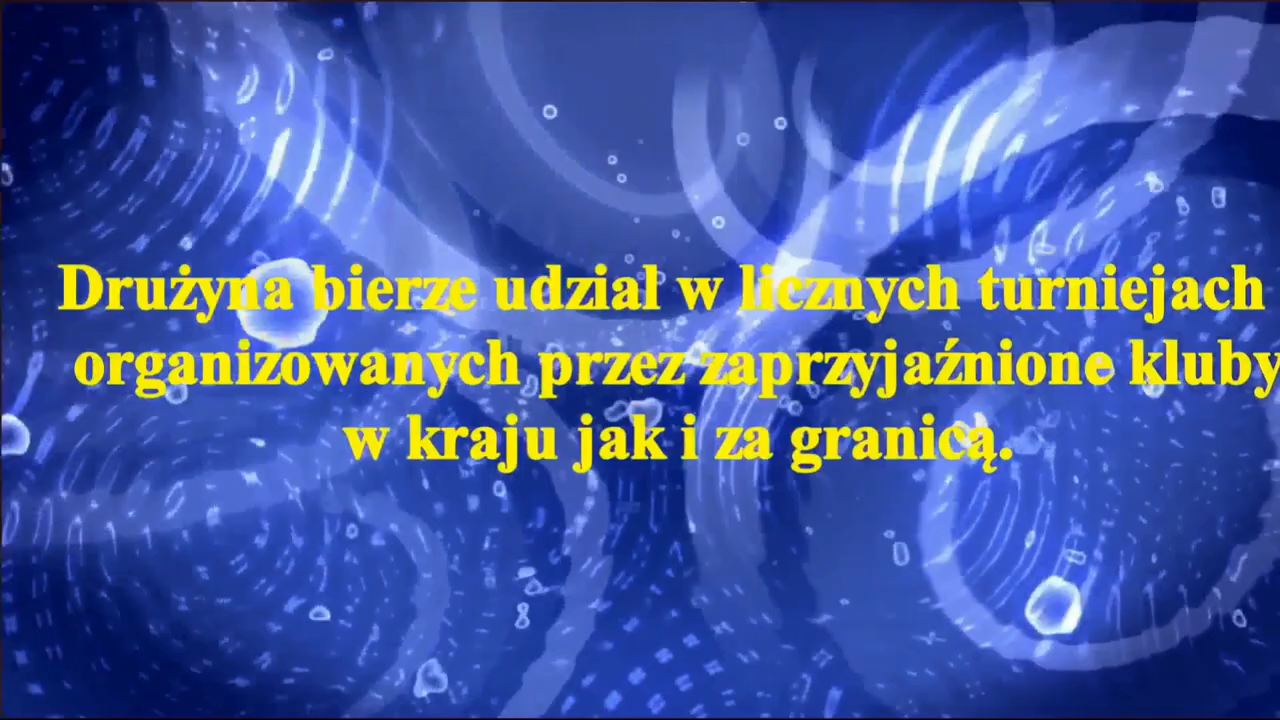 Drużyna bierze udział w licznych turniejach
organizowanych przez zaprzyjaźnione kluby
w kraju jak i za granicą.